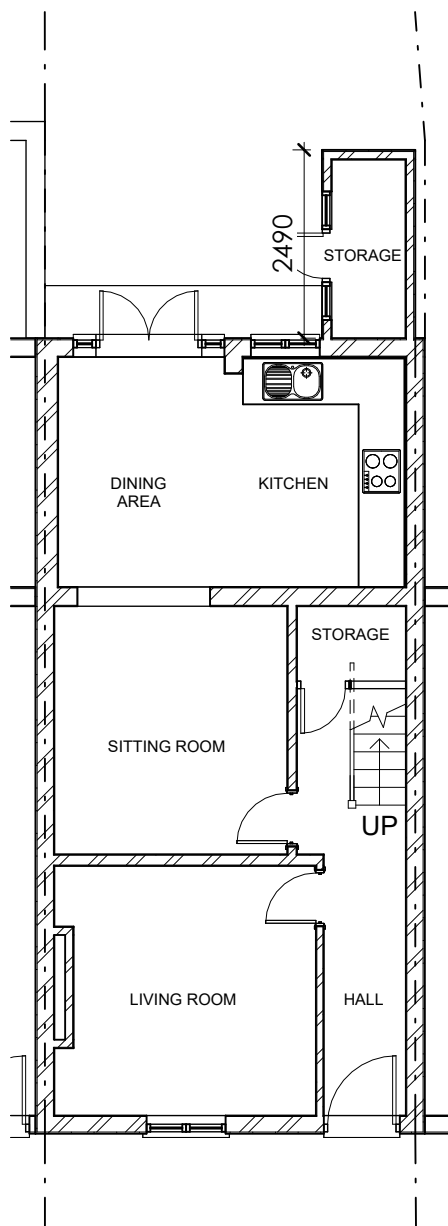 2490
STORAGE
DINING
AREA
KITCHEN
STORAGE
SITTING ROOM
UP
LIVING ROOM
HALL